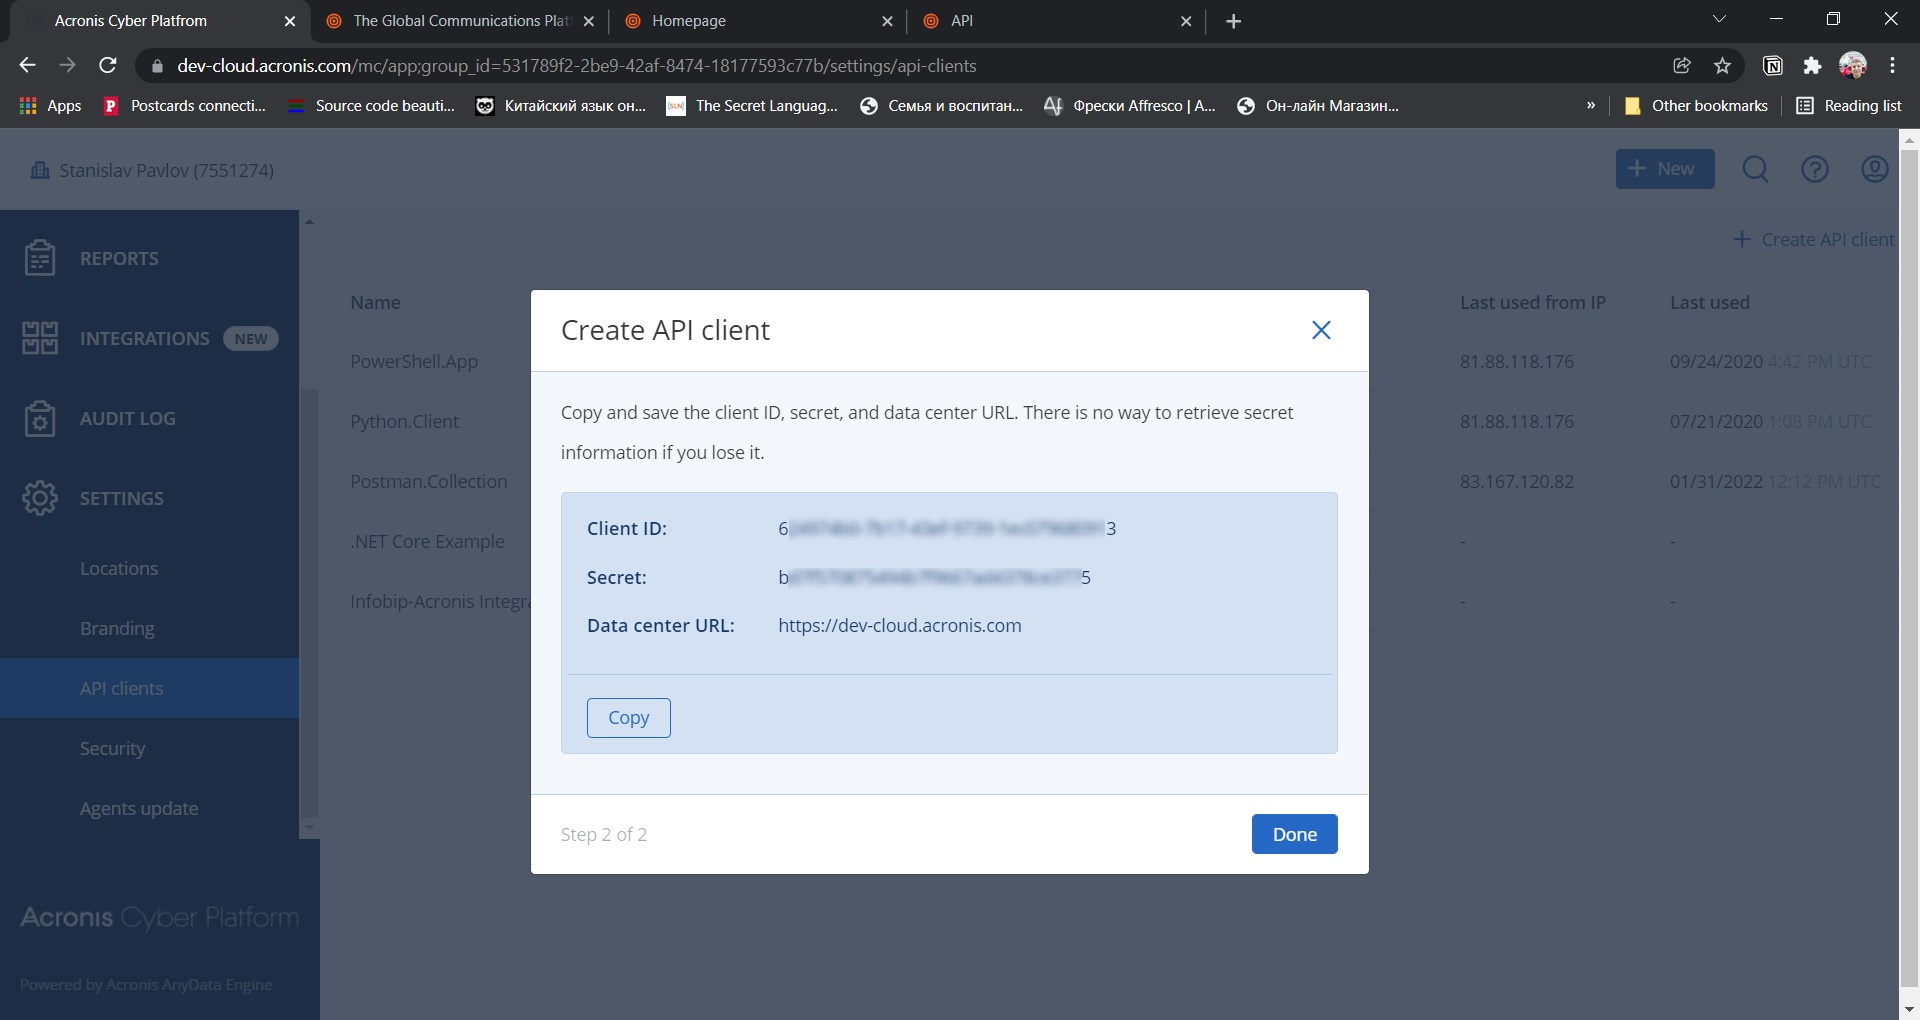 Acronis Cyber Platfrom
The Global Communications Plat
Homepage
API
dev-cloud.acronis.com/mc/app;group_id=531789f2-2be9-42af-8474-18177593c77b/settings/api-clients
Apps
Postcards connecti...
Source code beauti...
Китайский язык он...
The Secret Languag...
Семья и воспитан...
Фрески Affresco | A...
Он-лайн Магазин...
»
Other bookmarks
Reading list
Stanislav Pavlov (7551274)
+ New
+ Create API client
REPORTS
INTEGRATIONS NEW
AUDIT LOG
SETTINGS
Locations
Branding
API clients
Security
Agents update
Acronis Cyber Platform
Powered by Acronis AnyData Engine
Name
Last used from IP
Last used
PowerShell.App
81.88.118.176
09/24/2020 4:42 PM UTC
Python.Client
81.88.118.176
07/21/2020 1:08 PM UTC
Postman.Collection
83.167.120.82
01/31/2022 12:12 PM UTC
.NET Core Example
-
-
Infobip-Acronis Integra
-
-
Create API client
Copy and save the client ID, secret, and data center URL. There is no way to retrieve secret
information if you lose it.
Client ID:
Secret:
Data center URL: https://dev-cloud.acronis.com
Copy
Step 2 of 2
Done